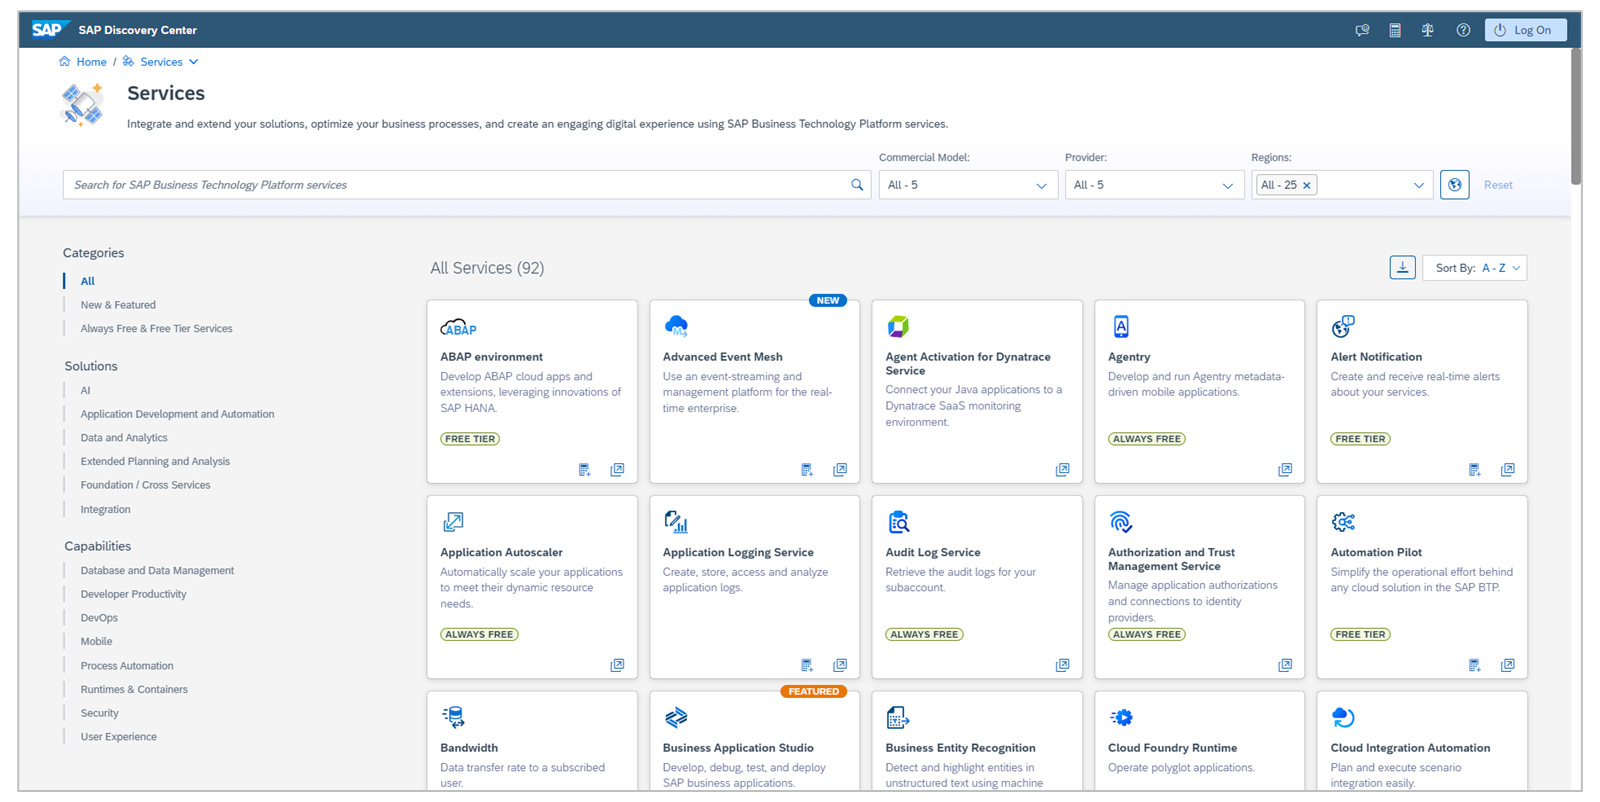 SAP SAP Discovery Center Log On
Home / Services
Services
Integrate and extend your solutions, optimize your business processes, and create an engaging digital experience using SAP Business Technology Platform services.
Commercial Model: Provider: Regions:
Search for SAP Business Technology Platform services All - 5 All - 5 All - 25 × Reset
Categories
All
New & Featured
Always Free & Free Tier Services
Solutions
AI
Application Development and Automation
Data and Analytics
Extended Planning and Analysis
Foundation / Cross Services
Integration
Capabilities
Database and Data Management
Developer Productivity
DevOps
Mobile
Process Automation
Runtimes & Containers
Security
User Experience
All Services (92)
Sort By: A - Z
ABAP
ABAP environment
Develop ABAP cloud apps and
extensions, leveraging innovations of
SAP HANA.
FREE TIER
NEW
M
Advanced Event Mesh
Use an event-streaming and
management platform for the real-
time enterprise.
Agent Activation for Dynatrace
Service
Connect your Java applications to a
Dynatrace SaaS monitoring
environment.
A
Agentry
Develop and run Agentry metadata-
driven mobile applications.
ALWAYS FREE
Alert Notification
Create and receive real-time alerts
about your services.
FREE TIER
Application Autoscaler
Automatically scale your applications
to meet their dynamic resource
needs.
ALWAYS FREE
Application Logging Service
Create, store, access and analyze
application logs.
Audit Log Service
Retrieve the audit logs for your
subaccount.
ALWAYS FREE
Authorization and Trust
Management Service
Manage application authorizations
and connections to identity
providers.
ALWAYS FREE
Automation Pilot
Simplify the operational effort behind
any cloud solution in the SAP BTP.
FREE TIER
Bandwidth
Data transfer rate to a subscribed
user.
FEATURED
Business Application Studio
Develop, debug, test, and deploy
SAP business applications.
Business Entity Recognition
Detect and highlight entities in
unstructured text using machine
Cloud Foundry Runtime
Operate polyglot applications.
Cloud Integration Automation
Plan and execute scenario
integration easily.